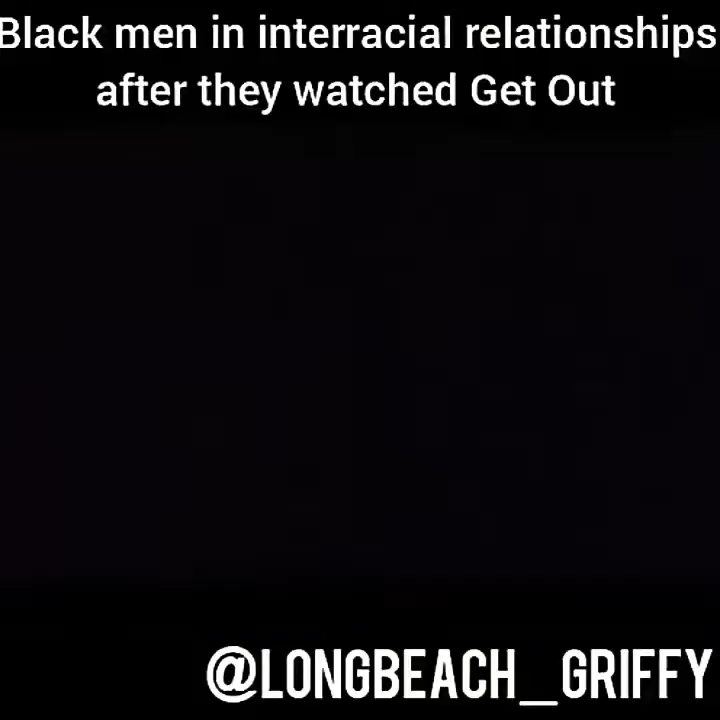 Black men in interracial relationships
after they watched Get Out
@LONGBEACH_GRIFFY